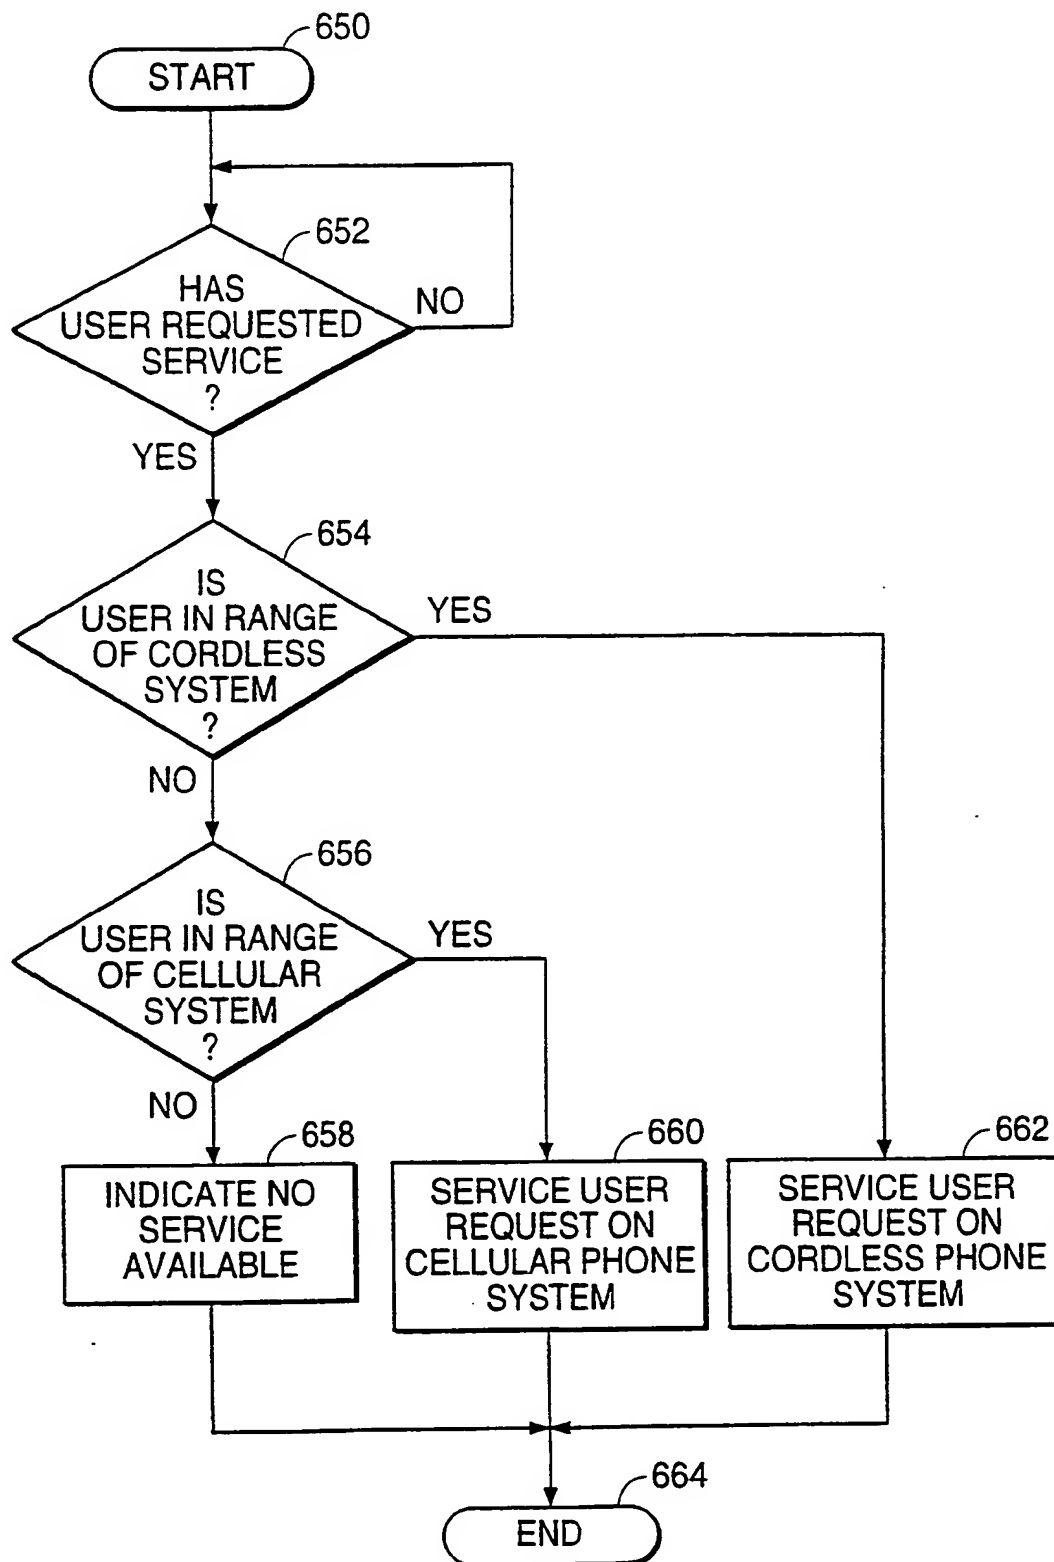 650
START
652
HAS
USER REQUESTED
SERVICE
?
NO
YES
654
IS
USER IN RANGE
OF CORDLESS
SYSTEM
?
YES
NO
656
IS
USER IN RANGE
OF CELLULAR
SYSTEM
?
YES
NO
658
INDICATE NO
SERVICE
AVAILABLE
660
SERVICE USER
REQUEST ON
CELLULAR PHONE
SYSTEM
662
SERVICE USER
REQUEST ON
CORDLESS PHONE
SYSTEM
664
END